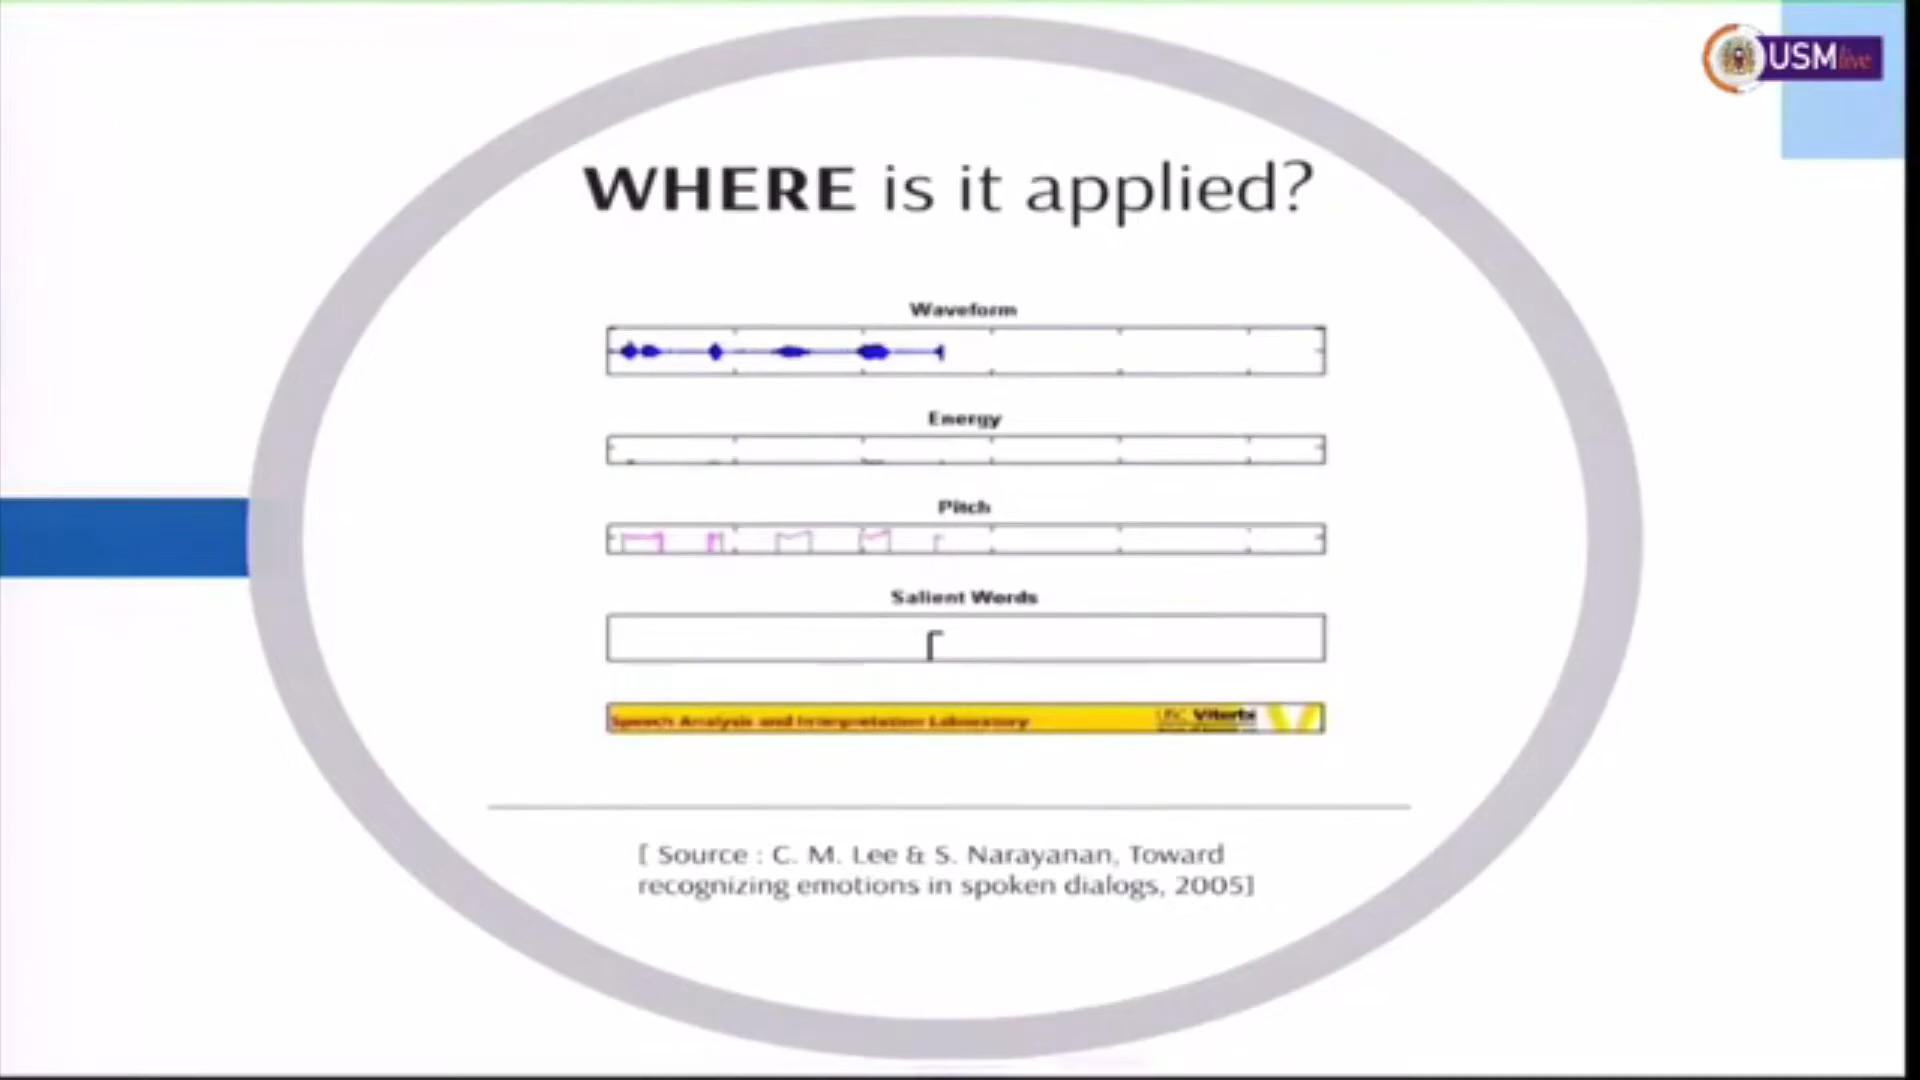 USMlive
WHERE is it applied?
Waveform
Energy
Pitch
Salient Words
Speech Analysis and Interpretation Laboratory
USC Viterbi
[ Source : C. M. Lee & S. Narayanan, Toward
recognizing emotions in spoken dialogs, 2005]